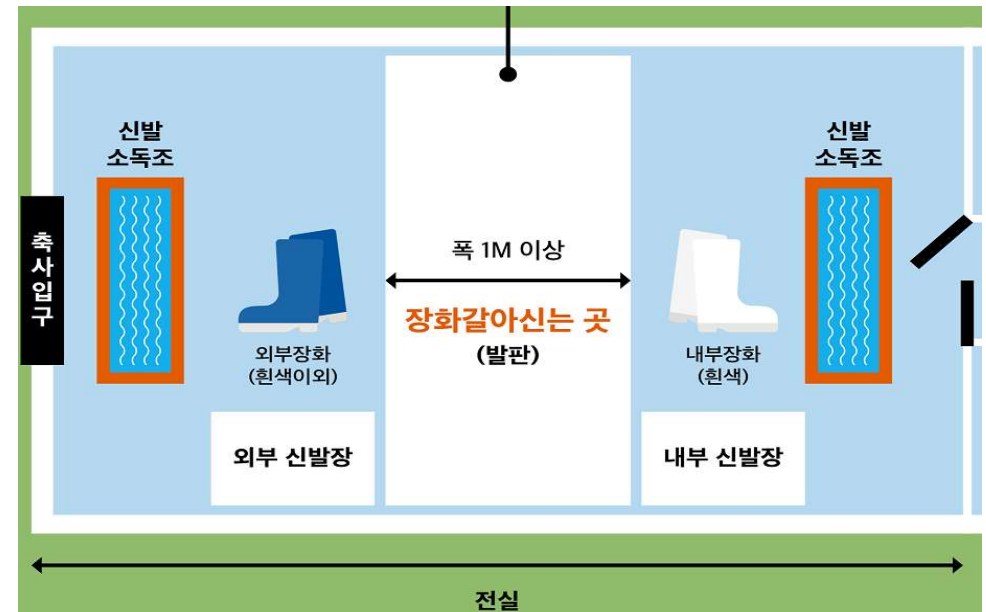 신발
소독조
신발
소독조
축사입구
폭 1M 이상
장화갈아신는 곳
(발판)
외부장화
(흰색이외)
내부장화
(흰색)
외부 신발장
내부 신발장
전실